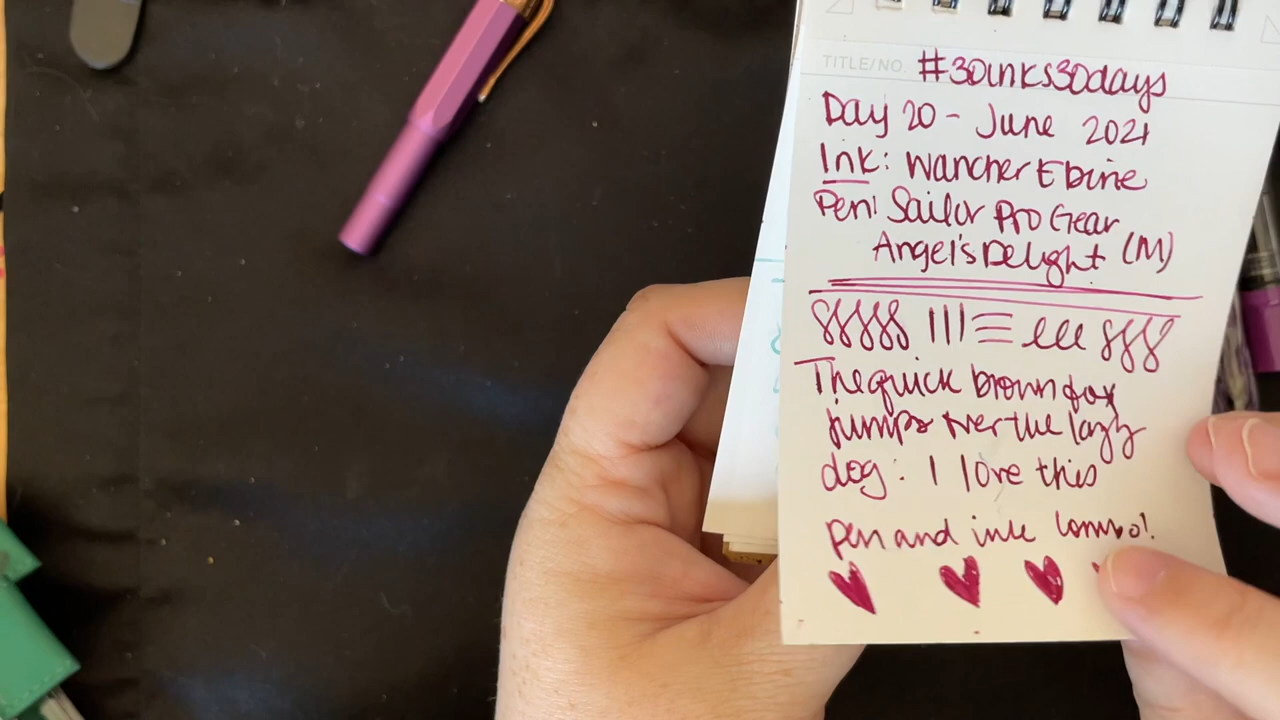 TITLE/NO. #30inks30days
Day 20 - June 2021
Ink: Wancher Ebine
Pen: Sailor Pro Gear
Angel's Delight (M)
The quick brown fox
jumps over the lazy
dog. I love this
pen and ink combo!